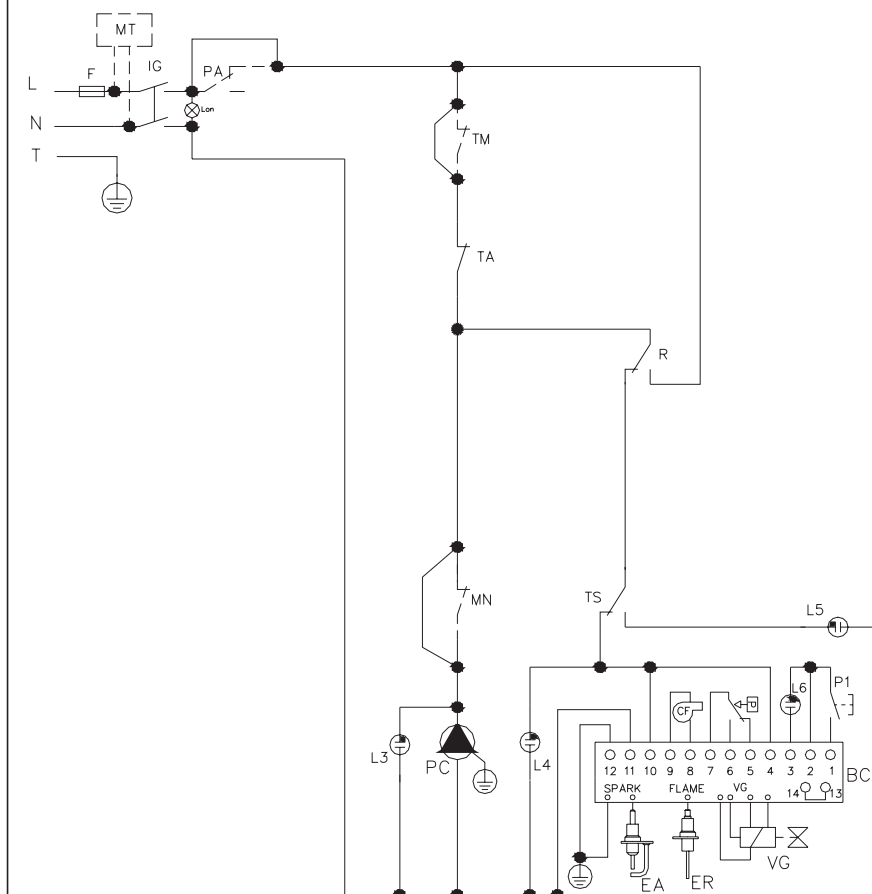 MT
F
IG
PA
L
Lon
N
T
TM
TA
R
MN
TS
L5
L6
P1
CF
P
L3
PC
L4
12 11 10 9 8 7 6 5 4 3 2 1
BC
SPARK FLAME VG 14 13
VG
EA ER